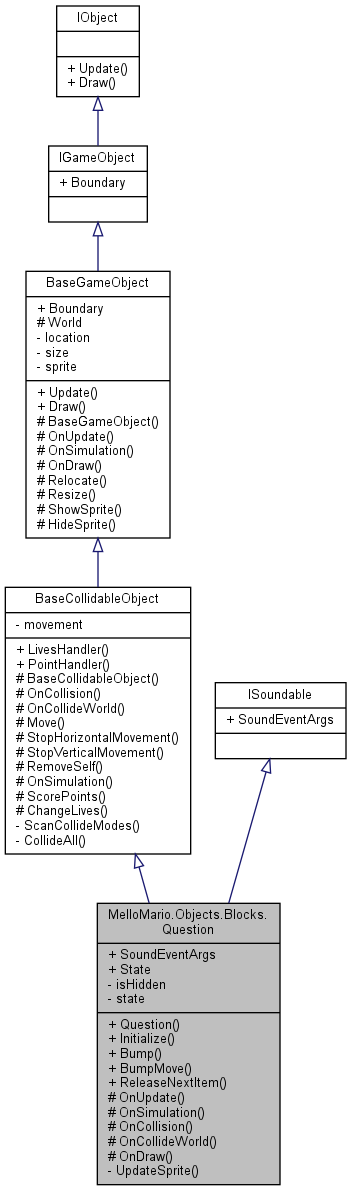 IObject
+ Update()
+ Draw()
IGameObject
+ Boundary
BaseGameObject
+ Boundary
# World
- location
- size
- sprite
+ Update()
+ Draw()
# BaseGameObject()
# OnUpdate()
# OnSimulation()
# OnDraw()
# Relocate()
# Resize()
# ShowSprite()
# HideSprite()
BaseCollidableObject
- movement
+ LivesHandler()
+ PointHandler()
# BaseCollidableObject()
# OnCollision()
# OnCollideWorld()
# Move()
# StopHorizontalMovement()
# StopVerticalMovement()
# RemoveSelf()
# OnSimulation()
# ScorePoints()
# ChangeLives()
- ScanCollideModes()
- CollideAll()
ISoundable
+ SoundEventArgs
MelloMario.Objects.Blocks.
Question
+ SoundEventArgs
+ State
- isHidden
- state
+ Question()
+ Initialize()
+ Bump()
+ BumpMove()
+ ReleaseNextItem()
# OnUpdate()
# OnSimulation()
# OnCollision()
# OnCollideWorld()
# OnDraw()
- UpdateSprite()